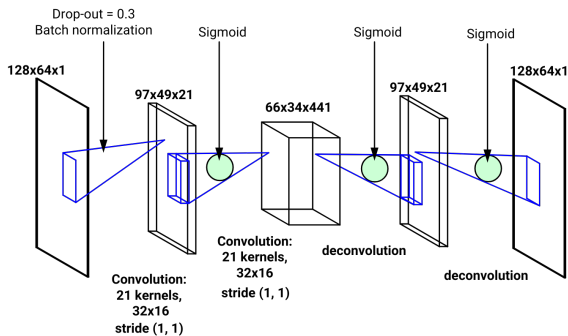 Drop-out = 0.3
Batch normalization
Sigmoid
Sigmoid
Sigmoid
128x64x1
97x49x21
66x34x441
97x49x21
128x64x1
Convolution:
21 kernels,
32x16
stride (1, 1)
Convolution:
21 kernels,
32x16
stride (1, 1)
deconvolution
deconvolution